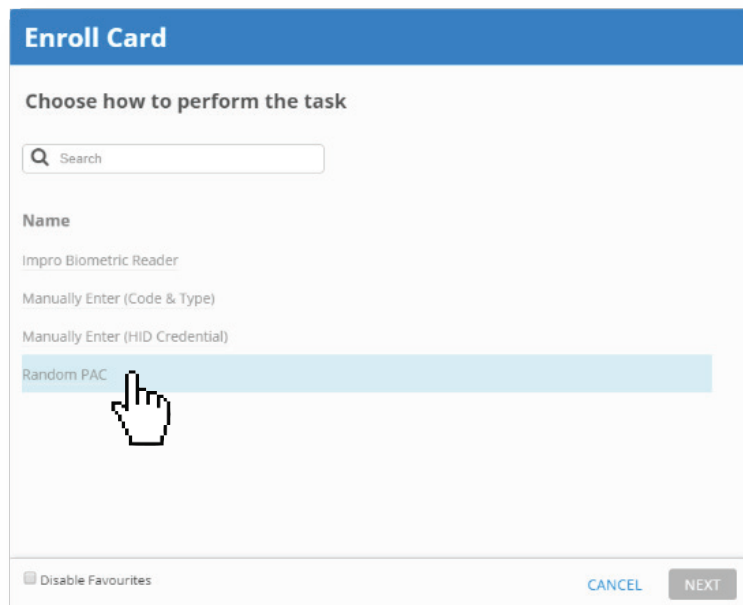 Enroll Card
Choose how to perform the task
Search
Name
Impro Biometric Reader
Manually Enter (Code & Type)
Manually Enter (HID Credential)
Random PAC
Disable Favourites
CANCEL
NEXT